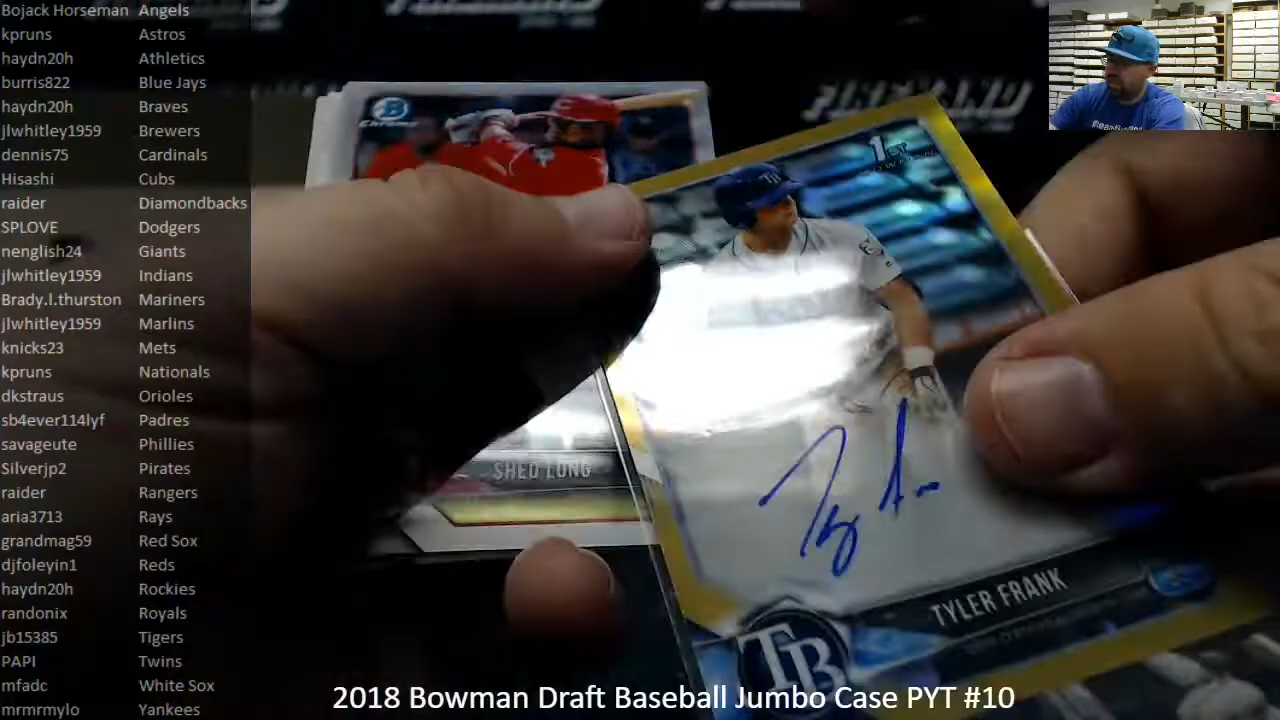 Bojack Horseman Angels
kpruns Astros
haydn20h Athletics
burris822 Blue Jays
haydn20h Braves
jlwhitley1959 Brewers
dennis75 Cardinals
Hisashi Cubs
raider Diamondbacks
SPLOVE Dodgers
nenglish24 Giants
jlwhitley1959 Indians
Brady.l.thurston Mariners
jlwhitley1959 Marlins
knicks23 Mets
kpruns Nationals
dkstraus Orioles
sb4ever114lyf Padres
savageute Phillies
Silverjp2 Pirates
raider Rangers
aria3713 Rays
grandmag59 Red Sox
djfoleyin1 Reds
haydn20h Rockies
randonix Royals
jb15385 Tigers
PAPI Twins
mfadc White Sox
mrmrmylo Yankees
B
Chrome
SHED LONG
1ST
TB
TYLER FRANK
TB
2018 Bowman Draft Baseball Jumbo Case PYT #10